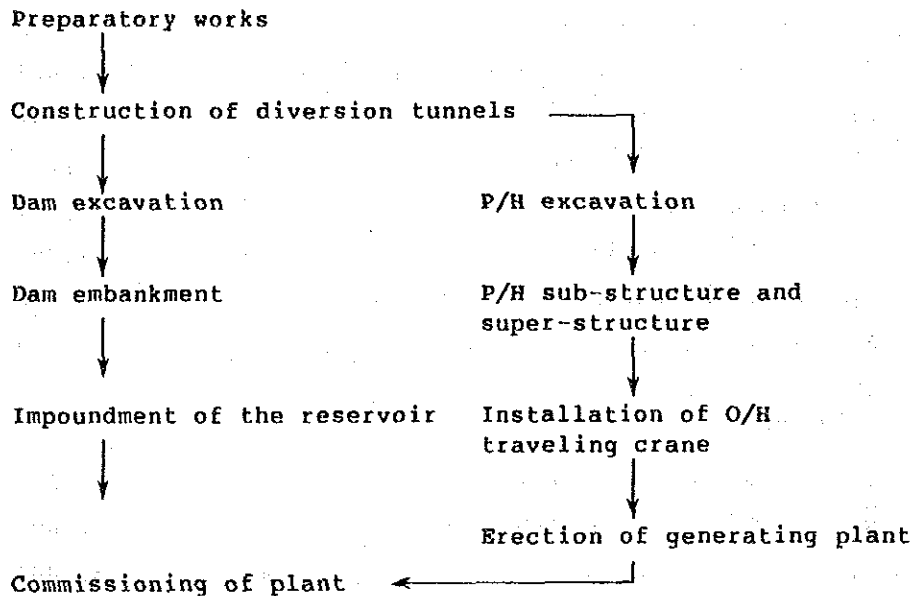 Preparatory works
Construction of diversion tunnels
Dam excavation
P/H excavation
Dam embankment
P/H sub-structure and
super-structure
Impoundment of the reservoir
Installation of O/H
traveling crane
Erection of generating plant
Commissioning of plant